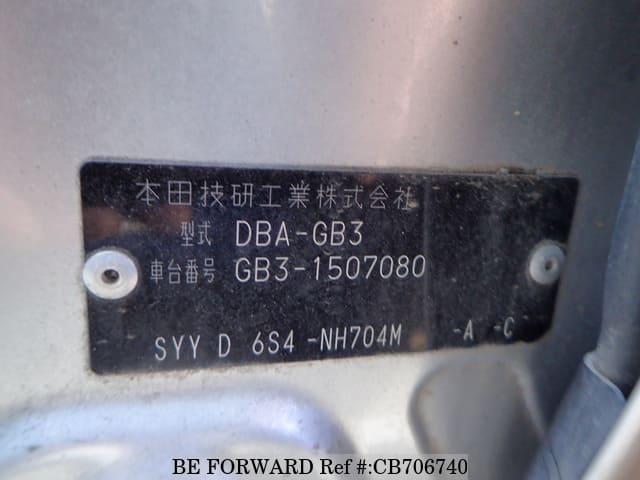 本田技研工業株式会社
型式 DBA-GB3
車台番号 GB3-1507080
SYY D 6S4 -NH704M -A -C
BE FORWARD Ref #:CB706740